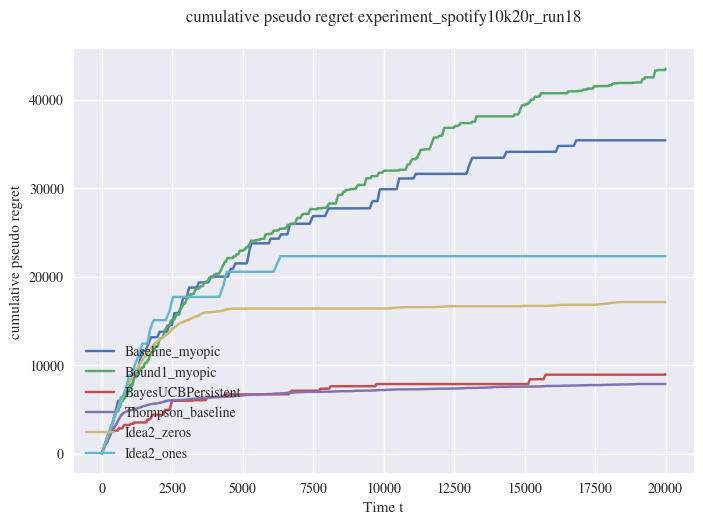 cumulative pseudo regret experiment_spotify10k20r_run18
cumulative pseudo regret
40000
30000
20000
10000
0
Baseline_myopic
Bound1_myopic
BayesUCBPersistent
Thompson_baseline
Idea2_zeros
Idea2_ones
0 2500 5000 7500 10000 12500 15000 17500 20000
Time t